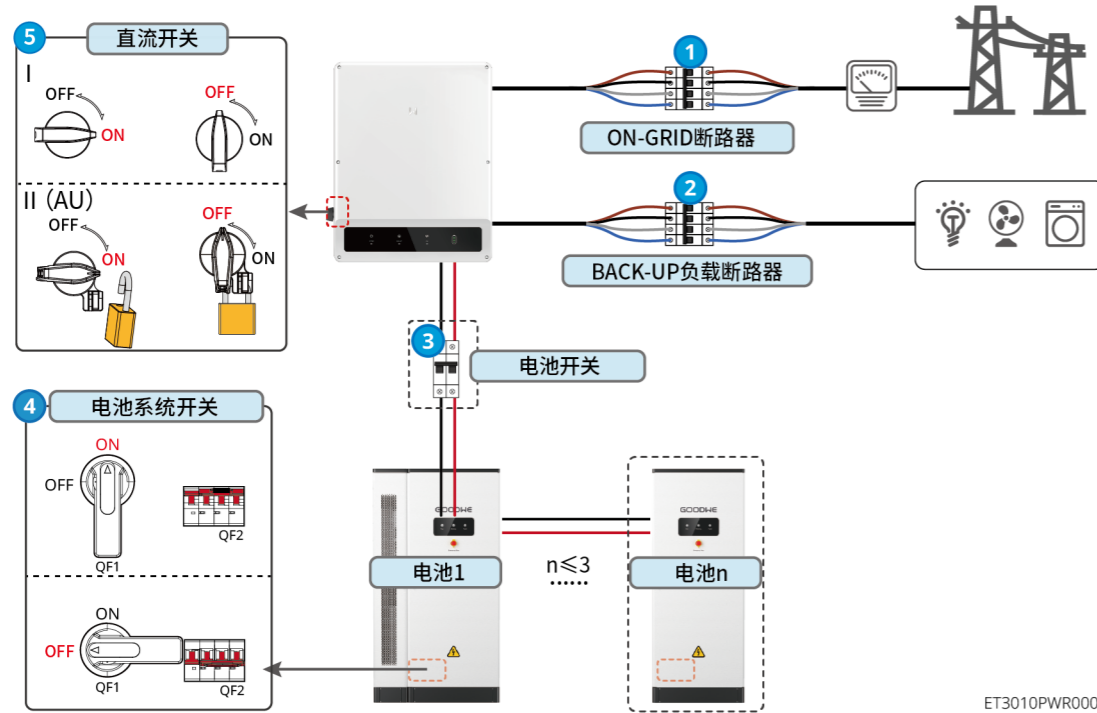 5
直流开关
I
OFF
ON
OFF
ON
II (AU)
OFF
ON
OFF
ON
1
ON-GRID断路器
2
BACK-UP负载断路器
3
电池开关
4
电池系统开关
ON
OFF
QF1
QF2
ON
OFF
QF1
QF2
GOODWE
电池1
n≤3
......
GOODWE
电池n
ET3010PWR000